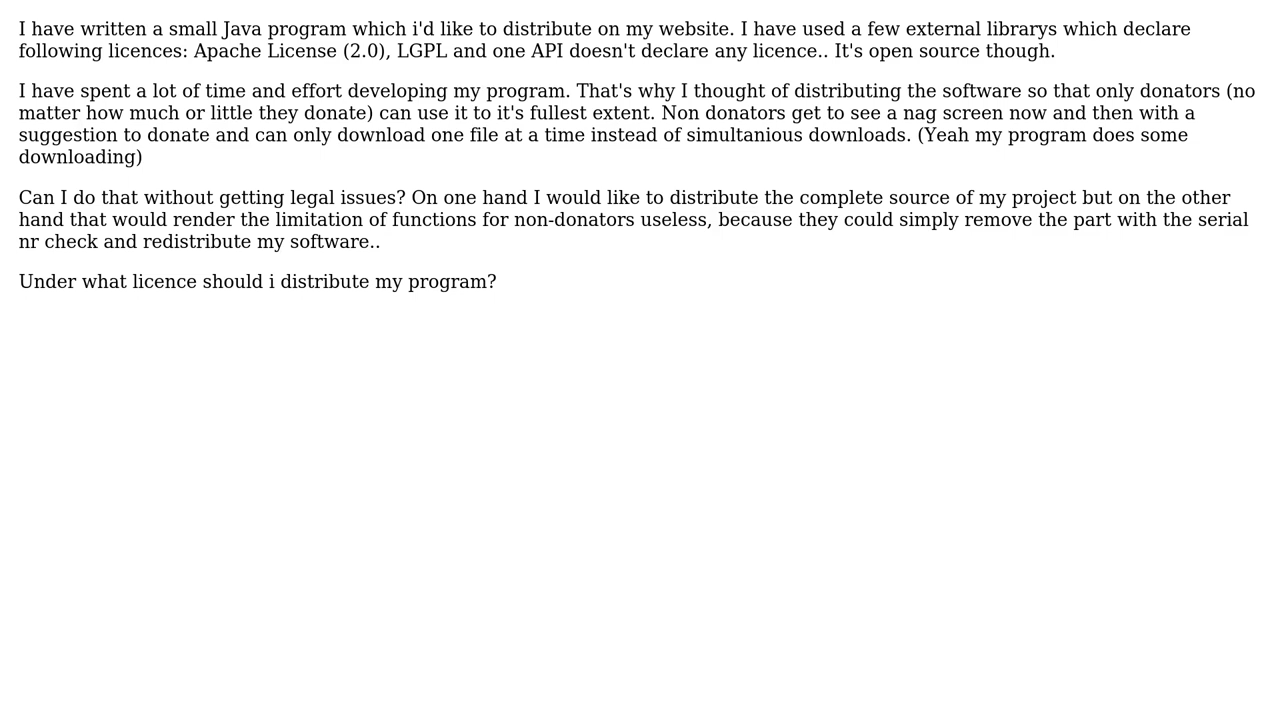 I have written a small Java program which i'd like to distribute on my website. I have used a few external librarys which declare
following licences: Apache License (2.0), LGPL and one API doesn't declare any licence.. It's open source though.
I have spent a lot of time and effort developing my program. That's why I thought of distributing the software so that only donators (no
matter how much or little they donate) can use it to it's fullest extent. Non donators get to see a nag screen now and then with a
suggestion to donate and can only download one file at a time instead of simultanious downloads. (Yeah my program does some
downloading)
Can I do that without getting legal issues? On one hand I would like to distribute the complete source of my project but on the other
hand that would render the limitation of functions for non-donators useless, because they could simply remove the part with the serial
nr check and redistribute my software..
Under what licence should i distribute my program?